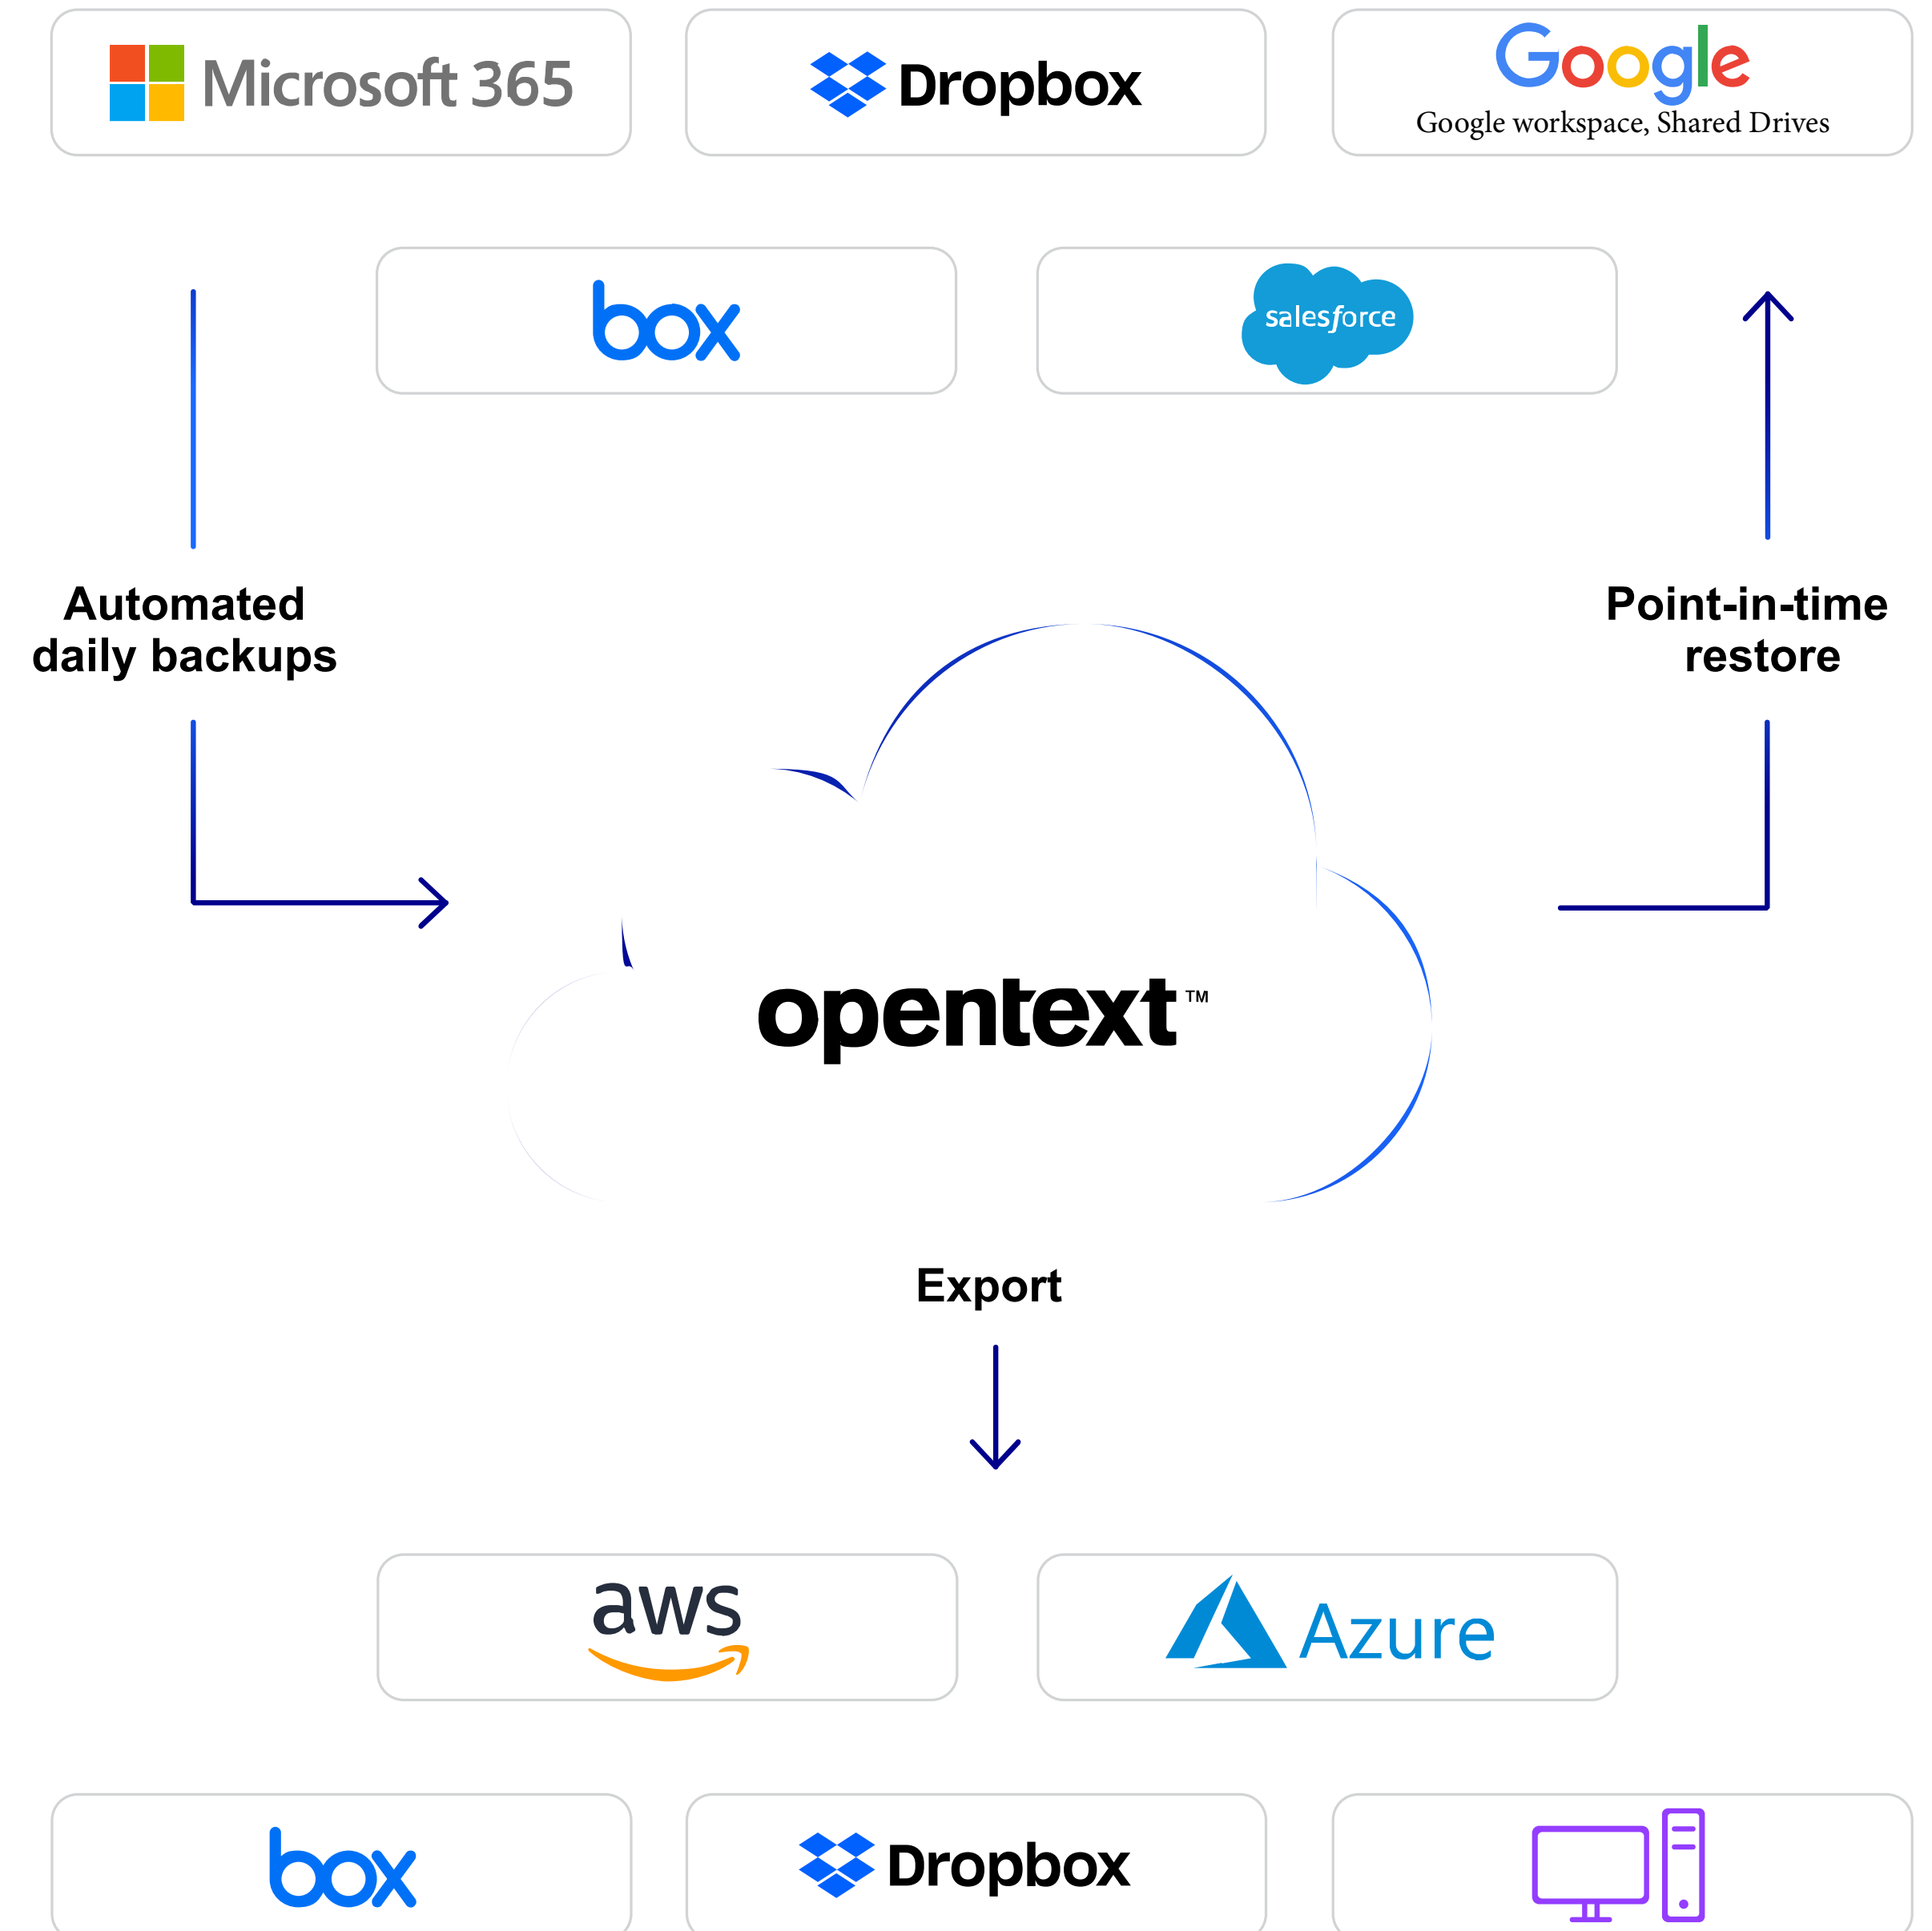 Microsoft 365
Dropbox
Google
Google workspace, Shared Drives
box
salesforce
Automated
daily backups
Point-in-time
restore
opentext™
Export
aws
Azure
box
Dropbox